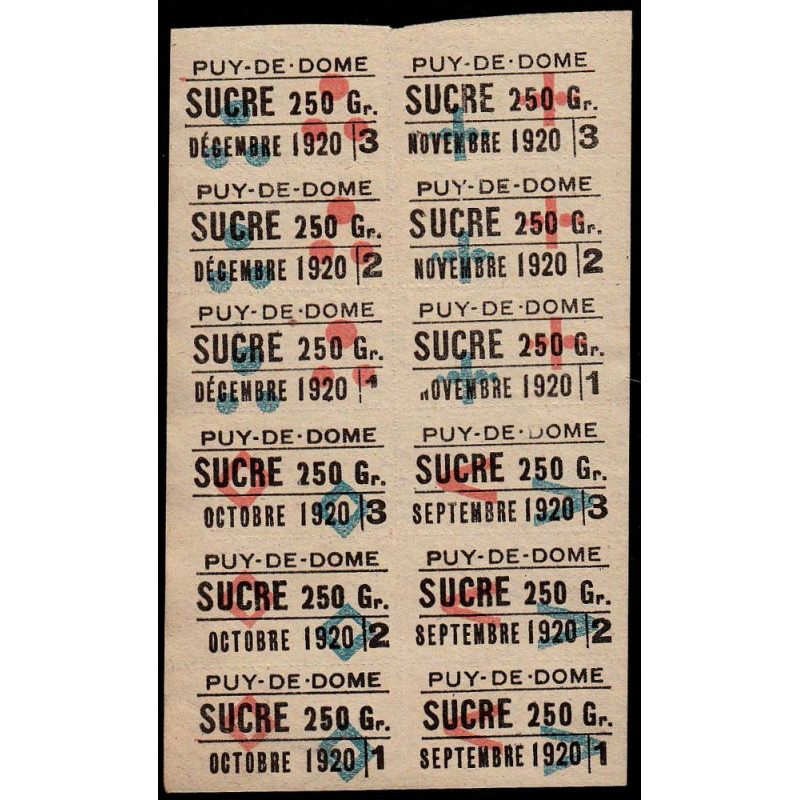 PUY-DE-DOME
SUCRE 250 Gr.
DÉCEMBRE 1920 3
PUY-DE-DOME
SUCRE 250 Gr.
NOVEMBRE 1920 3
PUY-DE-DOME
SUCRE 250 Gr.
DÉCEMBRE 1920 2
PUY-DE-DOME
SUCRE 250 Gr.
NOVEMBRE 1920 2
PUY-DE-DOME
SUCRE 250 Gr.
DÉCEMBRE 1920 1
PUY-DE-DOME
SUCRE 250 Gr.
NOVEMBRE 1920 1
PUY-DE-DOME
SUCRE 250 Gr.
OCTOBRE 1920 3
PUY-DE-DOME
SUCRE 250 Gr.
SEPTEMBRE 1920 3
PUY-DE-DOME
SUCRE 250 Gr.
OCTOBRE 1920 2
PUY-DE-DOME
SUCRE 250 Gr.
SEPTEMBRE 1920 2
PUY-DE-DOME
SUCRE 250 Gr.
OCTOBRE 1920 1
PUY-DE-DOME
SUCRE 250 Gr.
SEPTEMBRE 1920 1